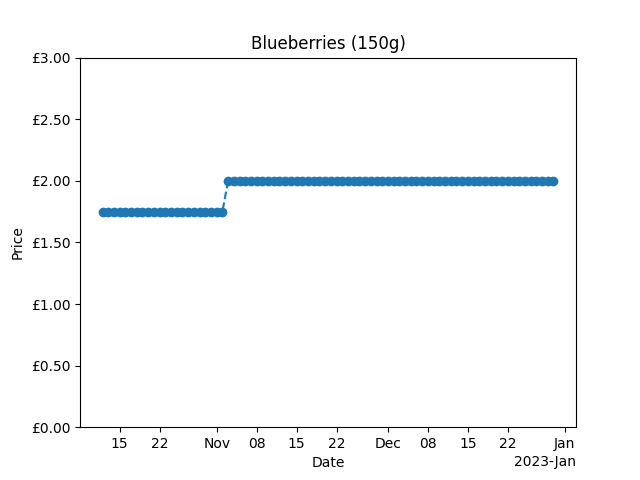 Blueberries (150g)
£3.00
£2.50
£2.00
£1.50
£1.00
£0.50
£0.00
Price
15 22 Nov 08 15 22 Dec 08 15 22 Jan
Date
2023-Jan